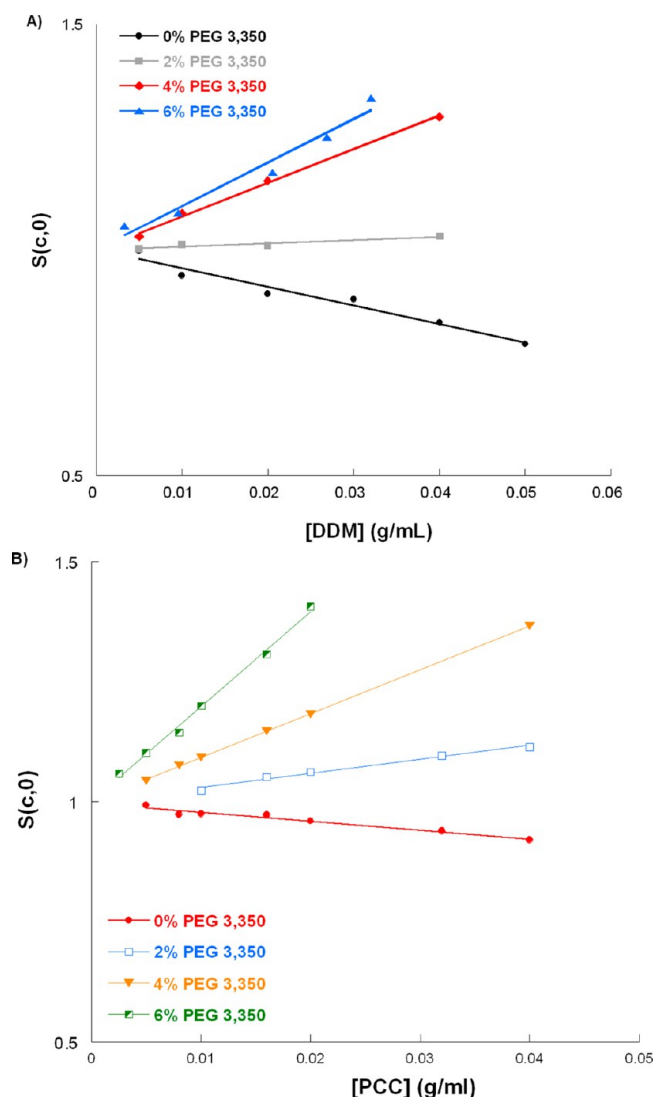 A)
1.5
0% PEG 3,350
2% PEG 3,350
4% PEG 3,350
6% PEG 3,350
S(c,0)
0.5
0 0.01 0.02 0.03 0.04 0.05 0.06
[DDM] (g/mL)
B)
1.5
S(c,0)
1
0% PEG 3,350
2% PEG 3,350
4% PEG 3,350
6% PEG 3,350
0.5
0 0.01 0.02 0.03 0.04 0.05
[PCC] (g/ml)